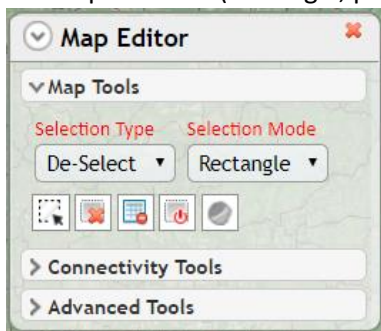 Map Editor
Map Tools
Selection Type Selection Mode
De-Select Rectangle
Connectivity Tools
Advanced Tools